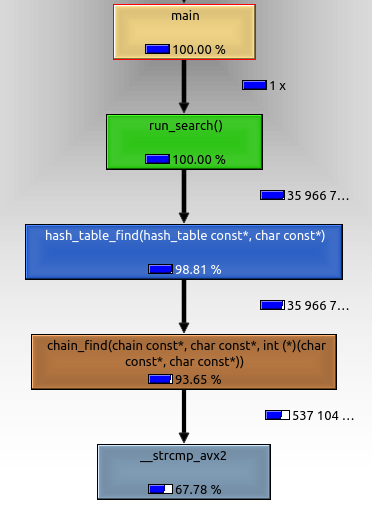 main
100.00 %
1 x
run_search()
100.00 %
35 966 7...
hash_table_find(hash_table const*, char const*)
98.81 %
35 966 7...
chain_find(chain const*, char const*, int (*)(char
const*, char const*))
93.65 %
537 104 ...
__strcmp_avx2
67.78 %